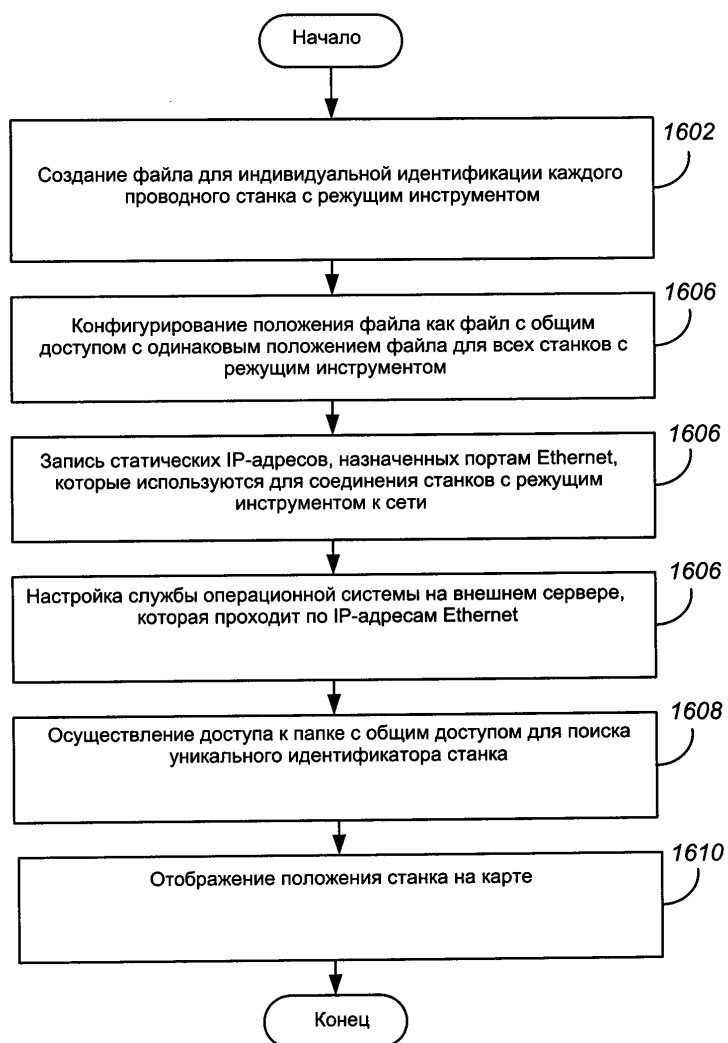 Начало
1602
Создание файла для индивидуальной идентификации каждого
проводного станка с режущим инструментом
1606
Конфигурирование положения файла как файл с общим
доступом с одинаковым положением файла для всех станков с
режущим инструментом
1606
Запись статических IP-адресов, назначенных портам Ethernet,
которые используются для соединения станков с режущим
инструментом к сети
1606
Настройка службы операционной системы на внешнем сервере,
которая проходит по IP-адресам Ethernet
1608
Осуществление доступа к папке с общим доступом для поиска
уникального идентификатора станка
1610
Отображение положения станка на карте
Конец